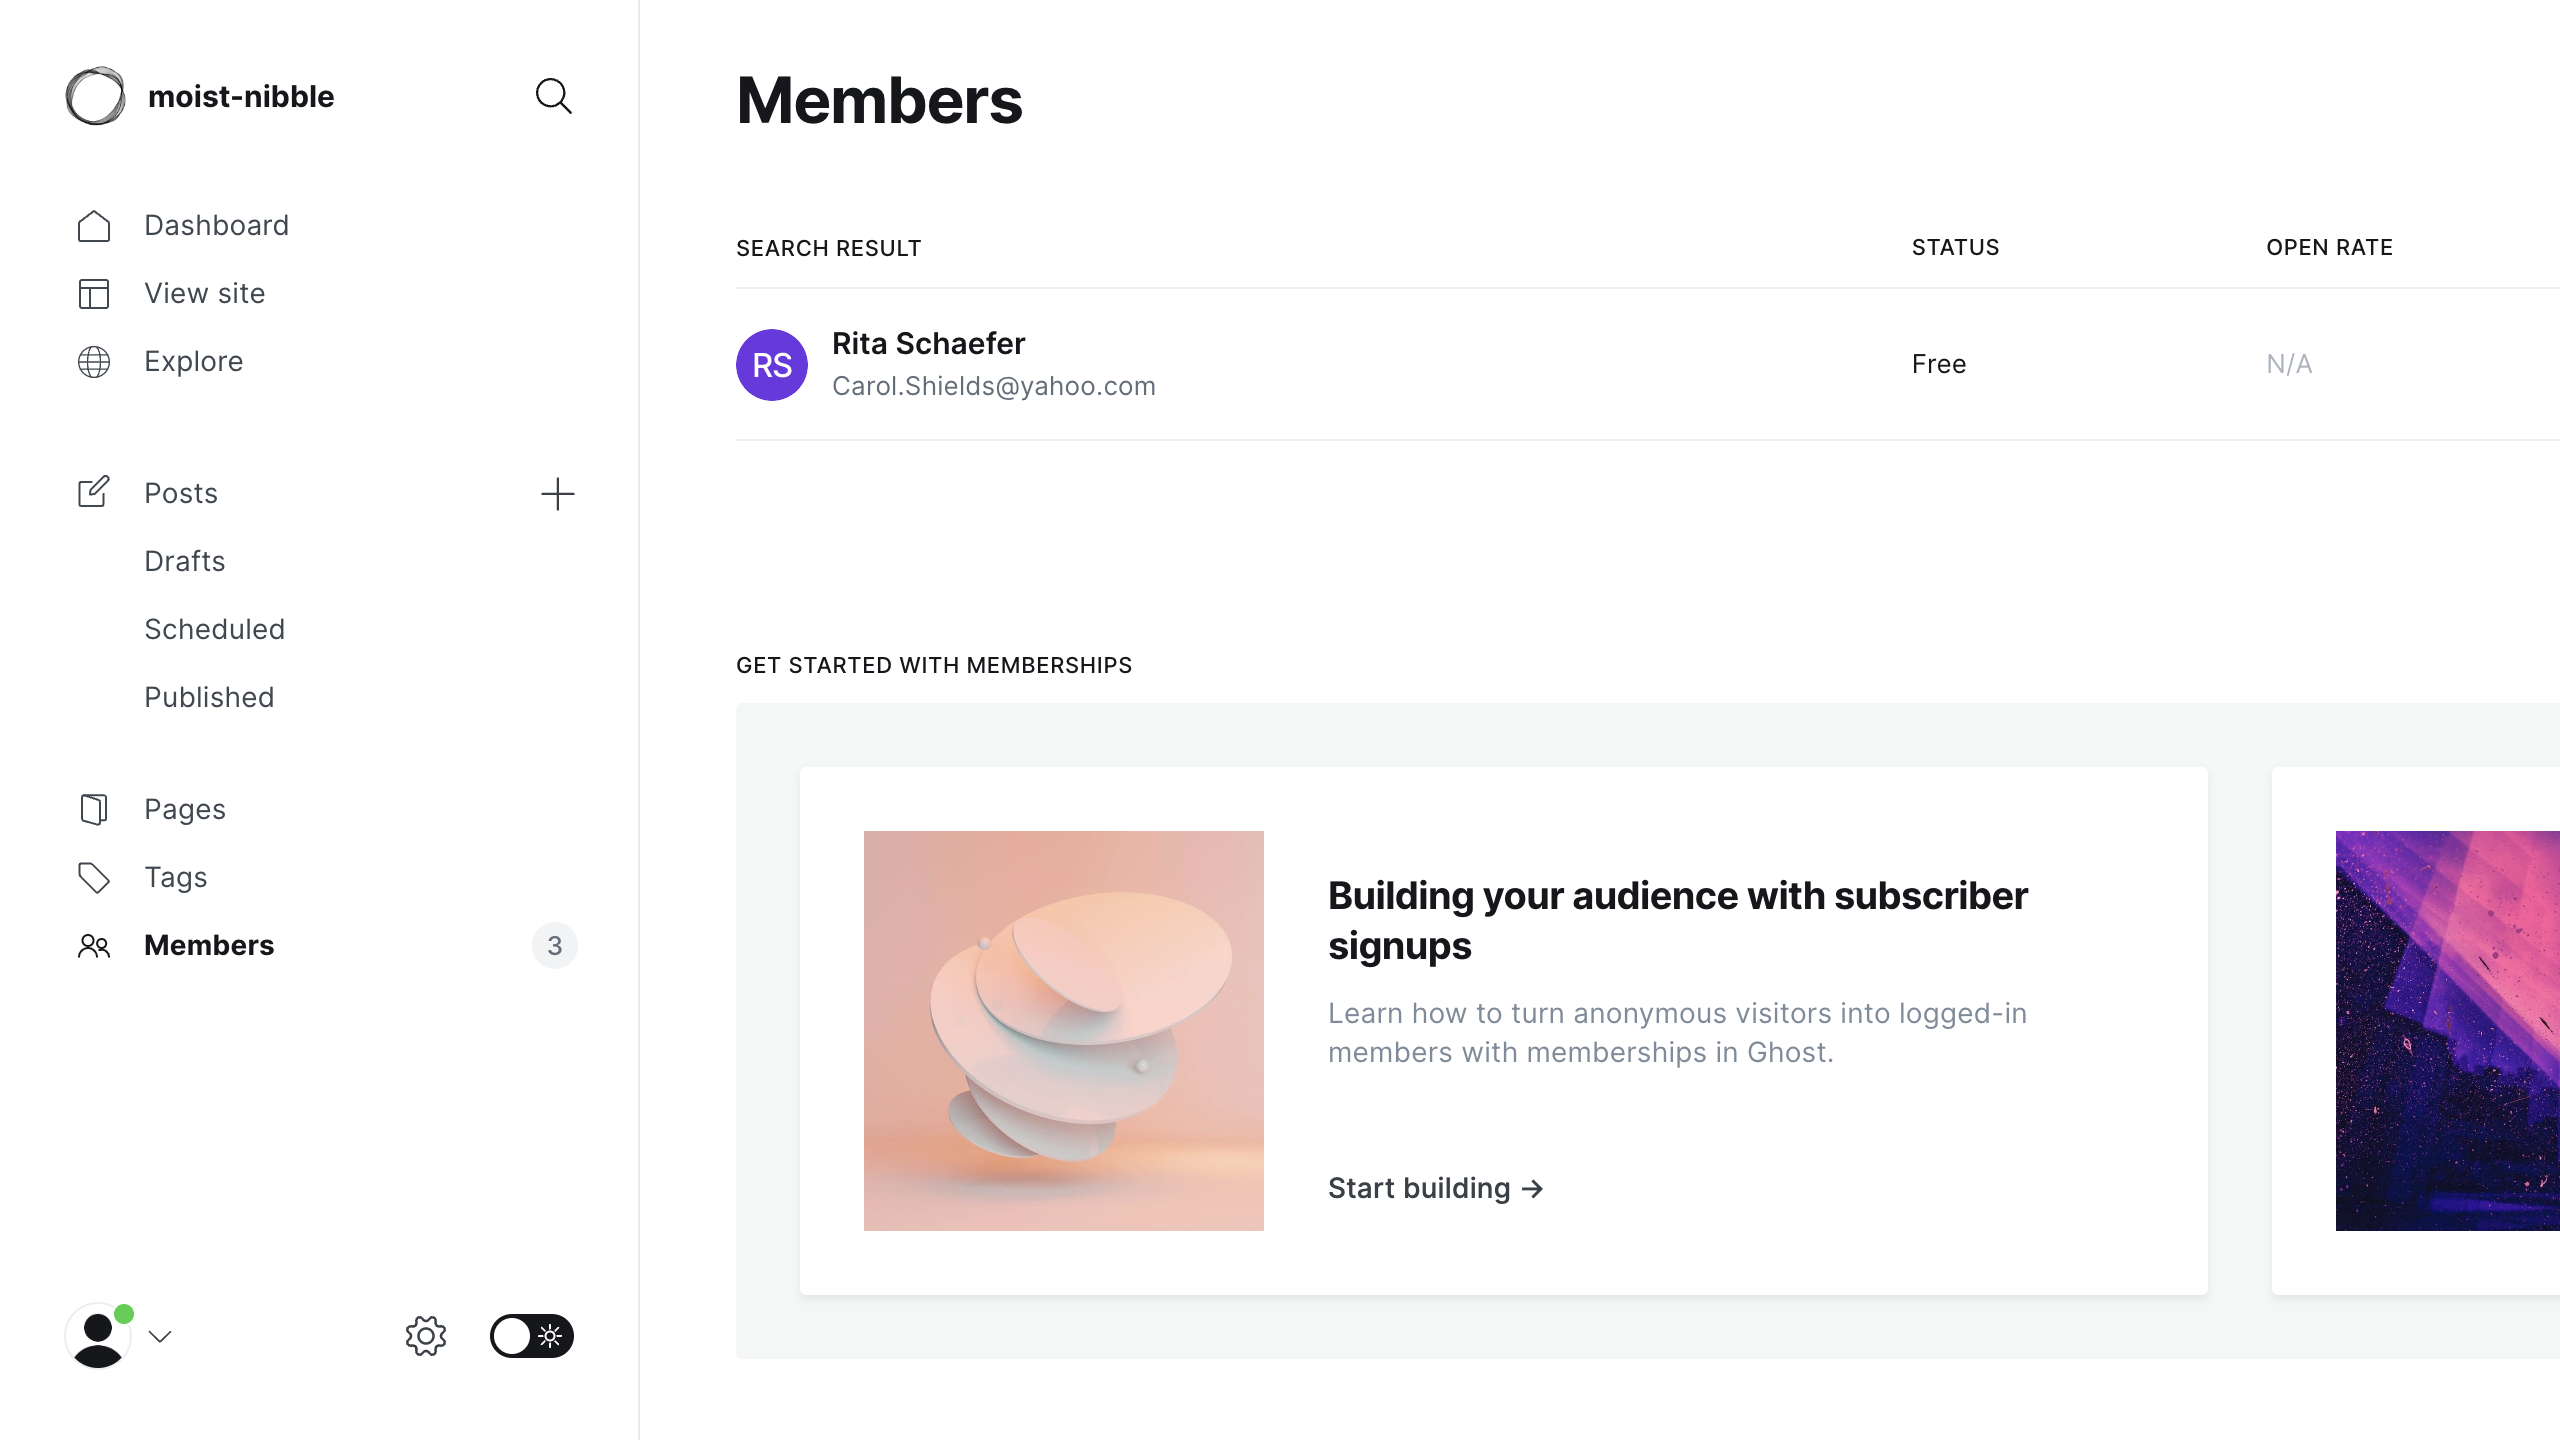 moist-nibble
Dashboard
View site
Explore
Posts
Drafts
Scheduled
Published
Pages
Tags
Members
3
Members
SEARCH RESULT
STATUS
OPEN RATE
RS
Rita Schaefer
Carol.Shields@yahoo.com
Free
N/A
GET STARTED WITH MEMBERSHIPS
Building your audience with subscriber
signups
Learn how to turn anonymous visitors into logged-in
members with memberships in Ghost.
Start building →